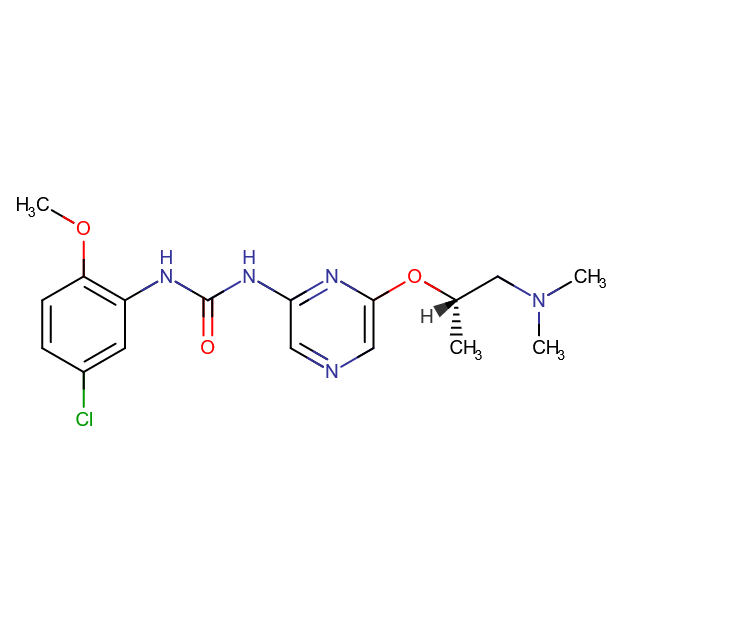 H3C
O
H H
N N N O CH3
H N
O N CH3 CH3
Cl